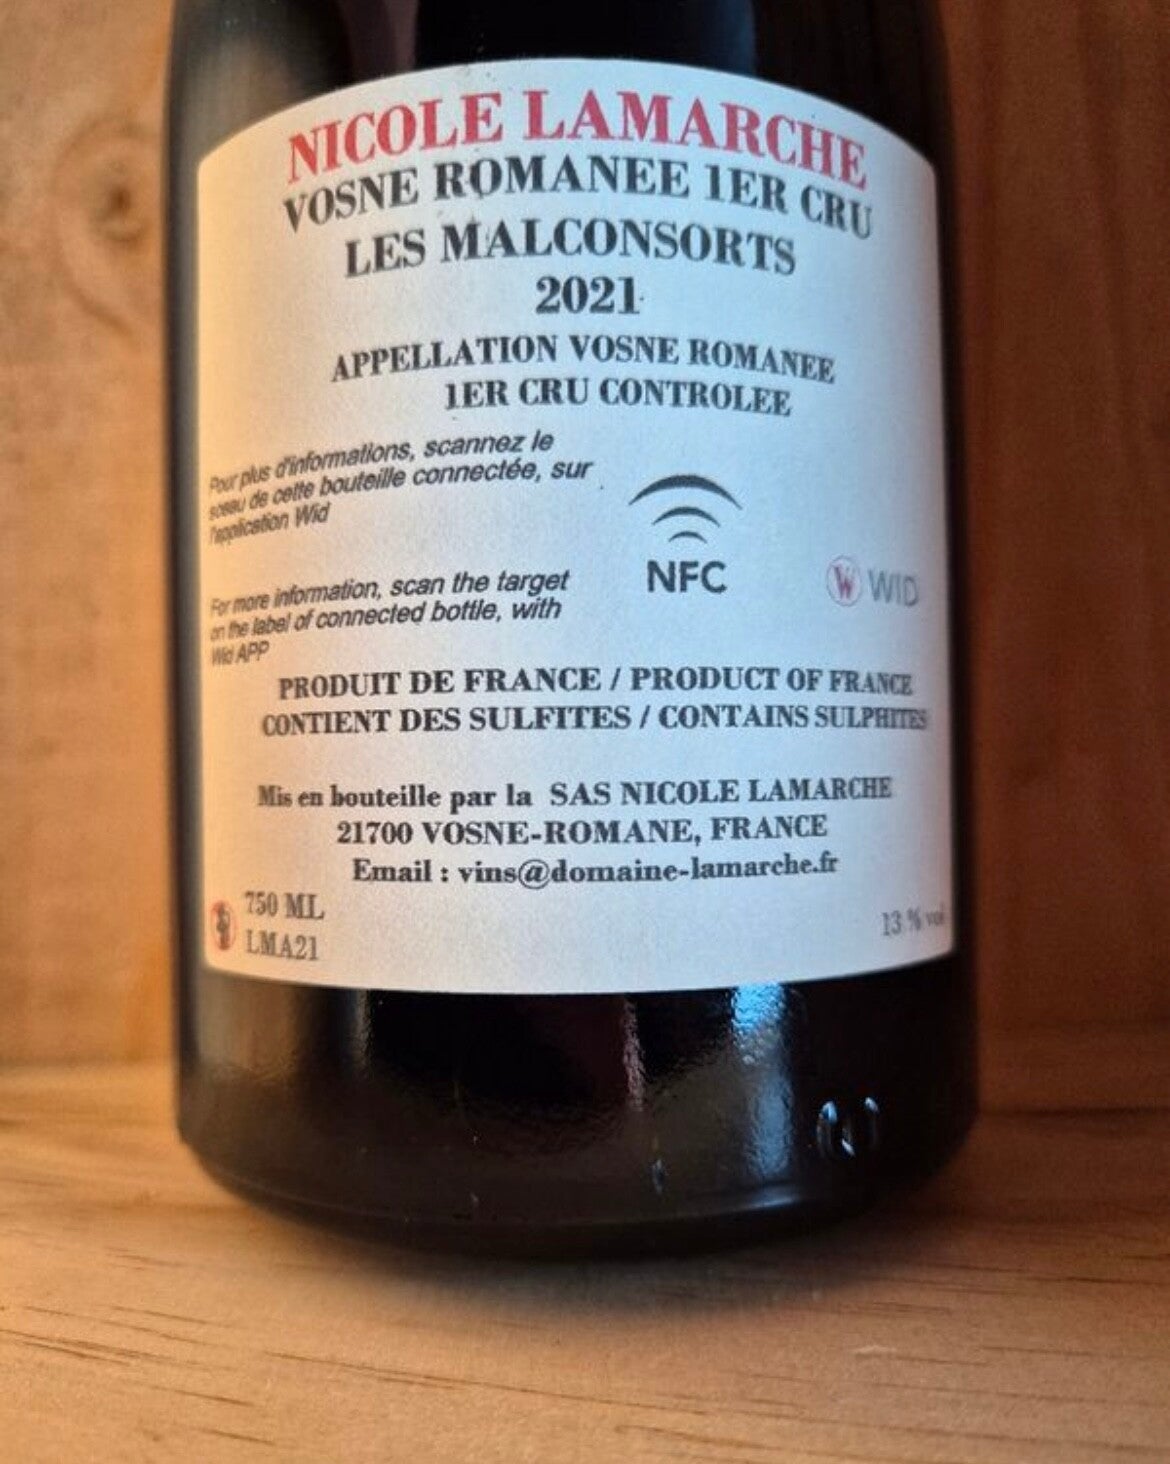 NICOLE LAMARCHE
VOSNE ROMANEE 1ER CRU
LES MALCONSORTS
2021
APPELLATION VOSNE ROMANEE
1ER CRU CONTROLEE
Pour plus d'informations, scannez le
sceau de cette bouteille connectée, sur
l'application Wid
NFC
W WID
For more information, scan the target
on the label of connected bottle, with
Wid APP
PRODUIT DE FRANCE / PRODUCT OF FRANCE
CONTIENT DES SULFITES / CONTAINS SULPHITES
Mis en bouteille par la SAS NICOLE LAMARCHE
21700 VOSNE-ROMANE, FRANCE
Email : vins@domaine-lamarche.fr
750 ML
LMA21
13 % vol